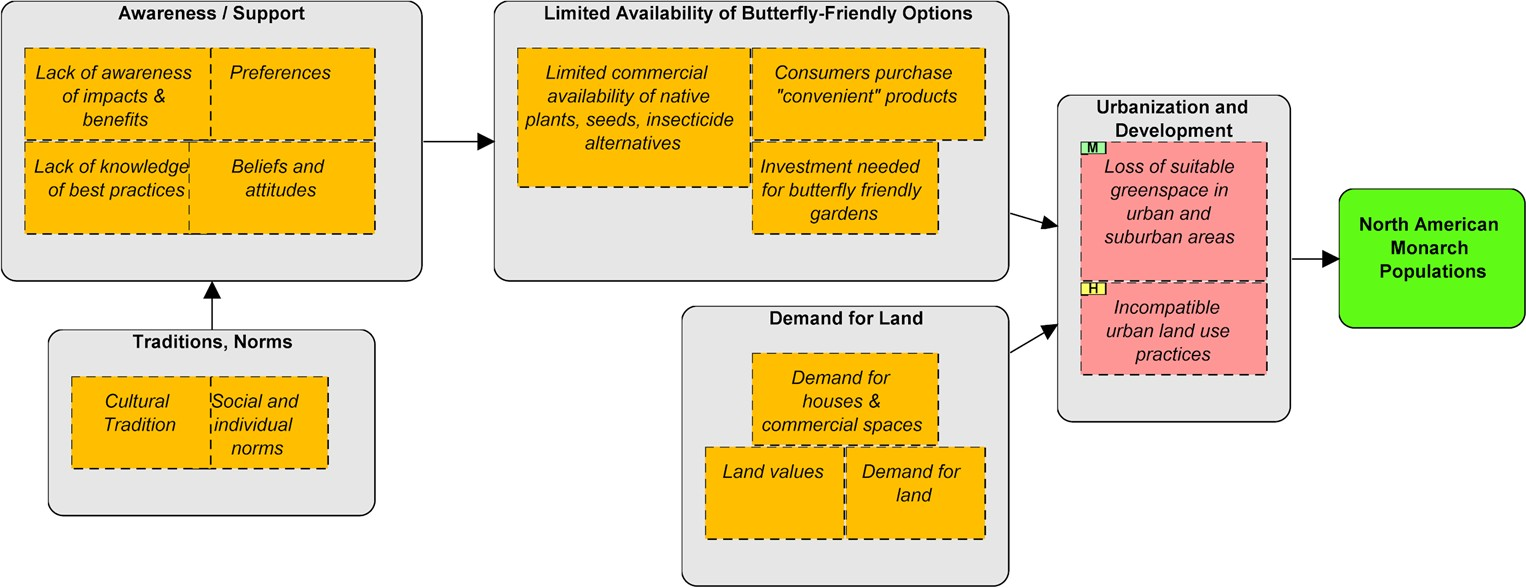 Awareness / Support
Lack of awareness
of impacts &
benefits
Preferences
Lack of knowledge
of best practices
Beliefs and
attitudes
Traditions, Norms
Cultural
Tradition
Social and
individual
norms
Limited Availability of Butterfly-Friendly Options
Limited commercial
availability of native
plants, seeds, insecticide
alternatives
Consumers purchase
"convenient" products
Investment needed
for butterfly friendly
gardens
Demand for Land
Demand for
houses &
commercial spaces
Land values
Demand for
land
Urbanization and
Development
M
Loss of suitable
greenspace in
urban and
suburban areas
H
Incompatible
urban land use
practices
North American
Monarch
Populations